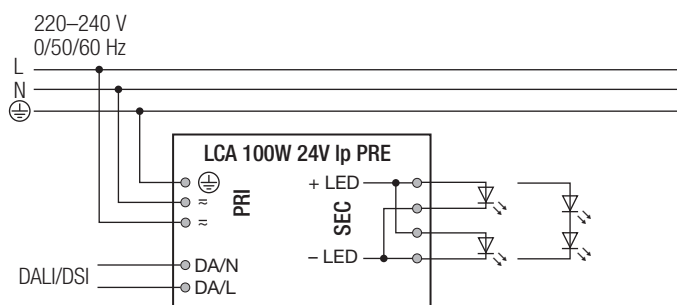 220–240 V
0/50/60 Hz
L
N
LCA 100W 24V lp PRE
PRI
≂
≂
+ LED
SEC
– LED
DALI/DSI
DA/N
DA/L